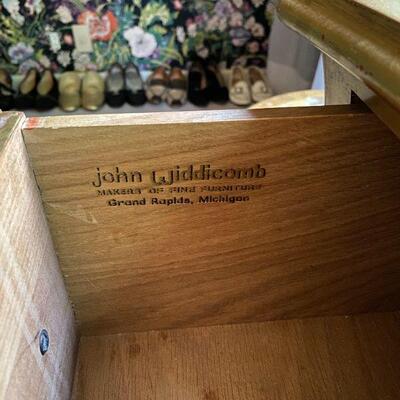 john widdicomb
MAKERS OF FINE FURNITURE
Grand Rapids, Michigan